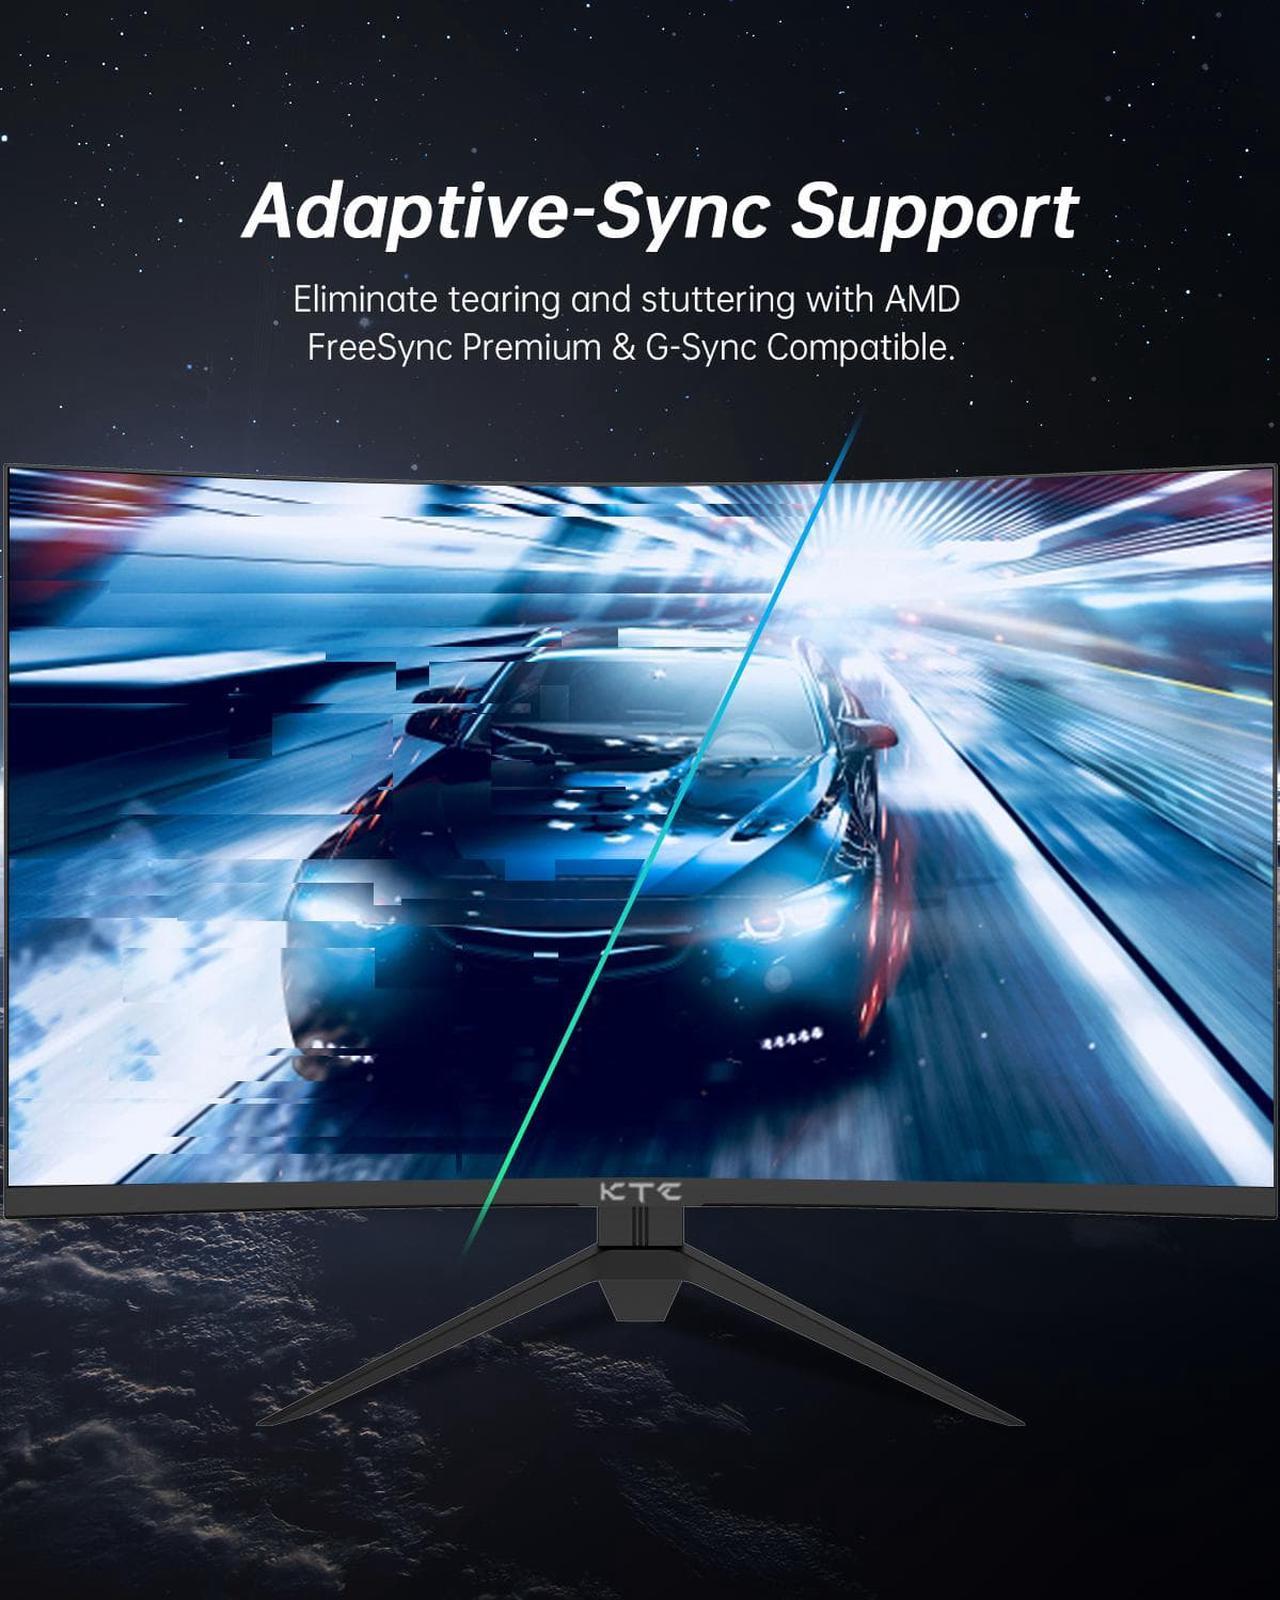 Adaptive-Sync Support
Eliminate tearing and stuttering with AMD
FreeSync Premium & G-Sync Compatible.
KTC